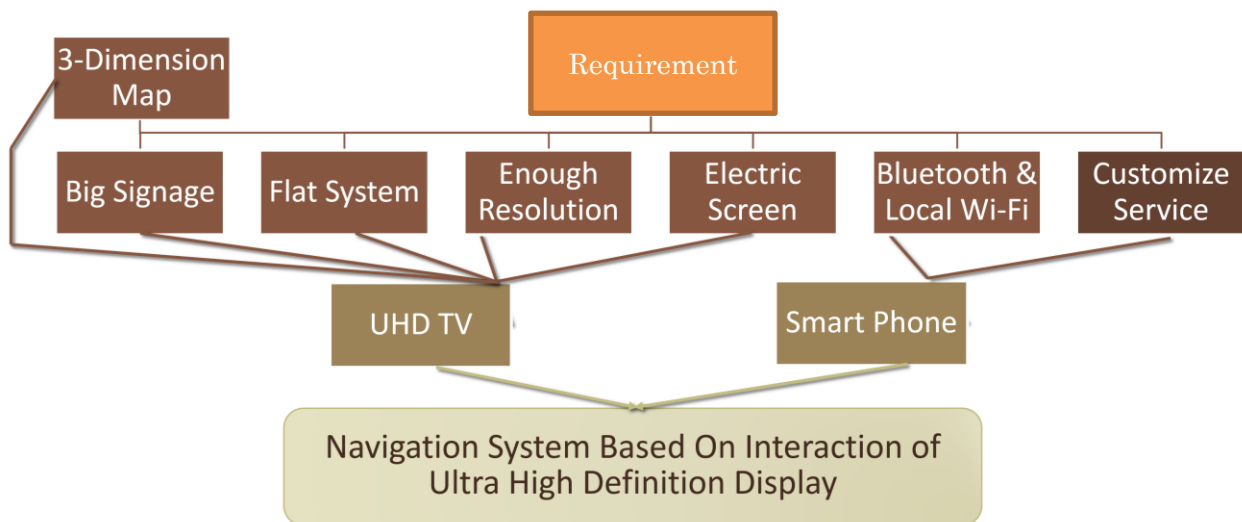 Requirement
3-Dimension
Map
Big Signage
Flat System
Enough
Resolution
Electric
Screen
Bluetooth &
Local Wi-Fi
Customize
Service
UHD TV
Smart Phone
Navigation System Based On Interaction of
Ultra High Definition Display